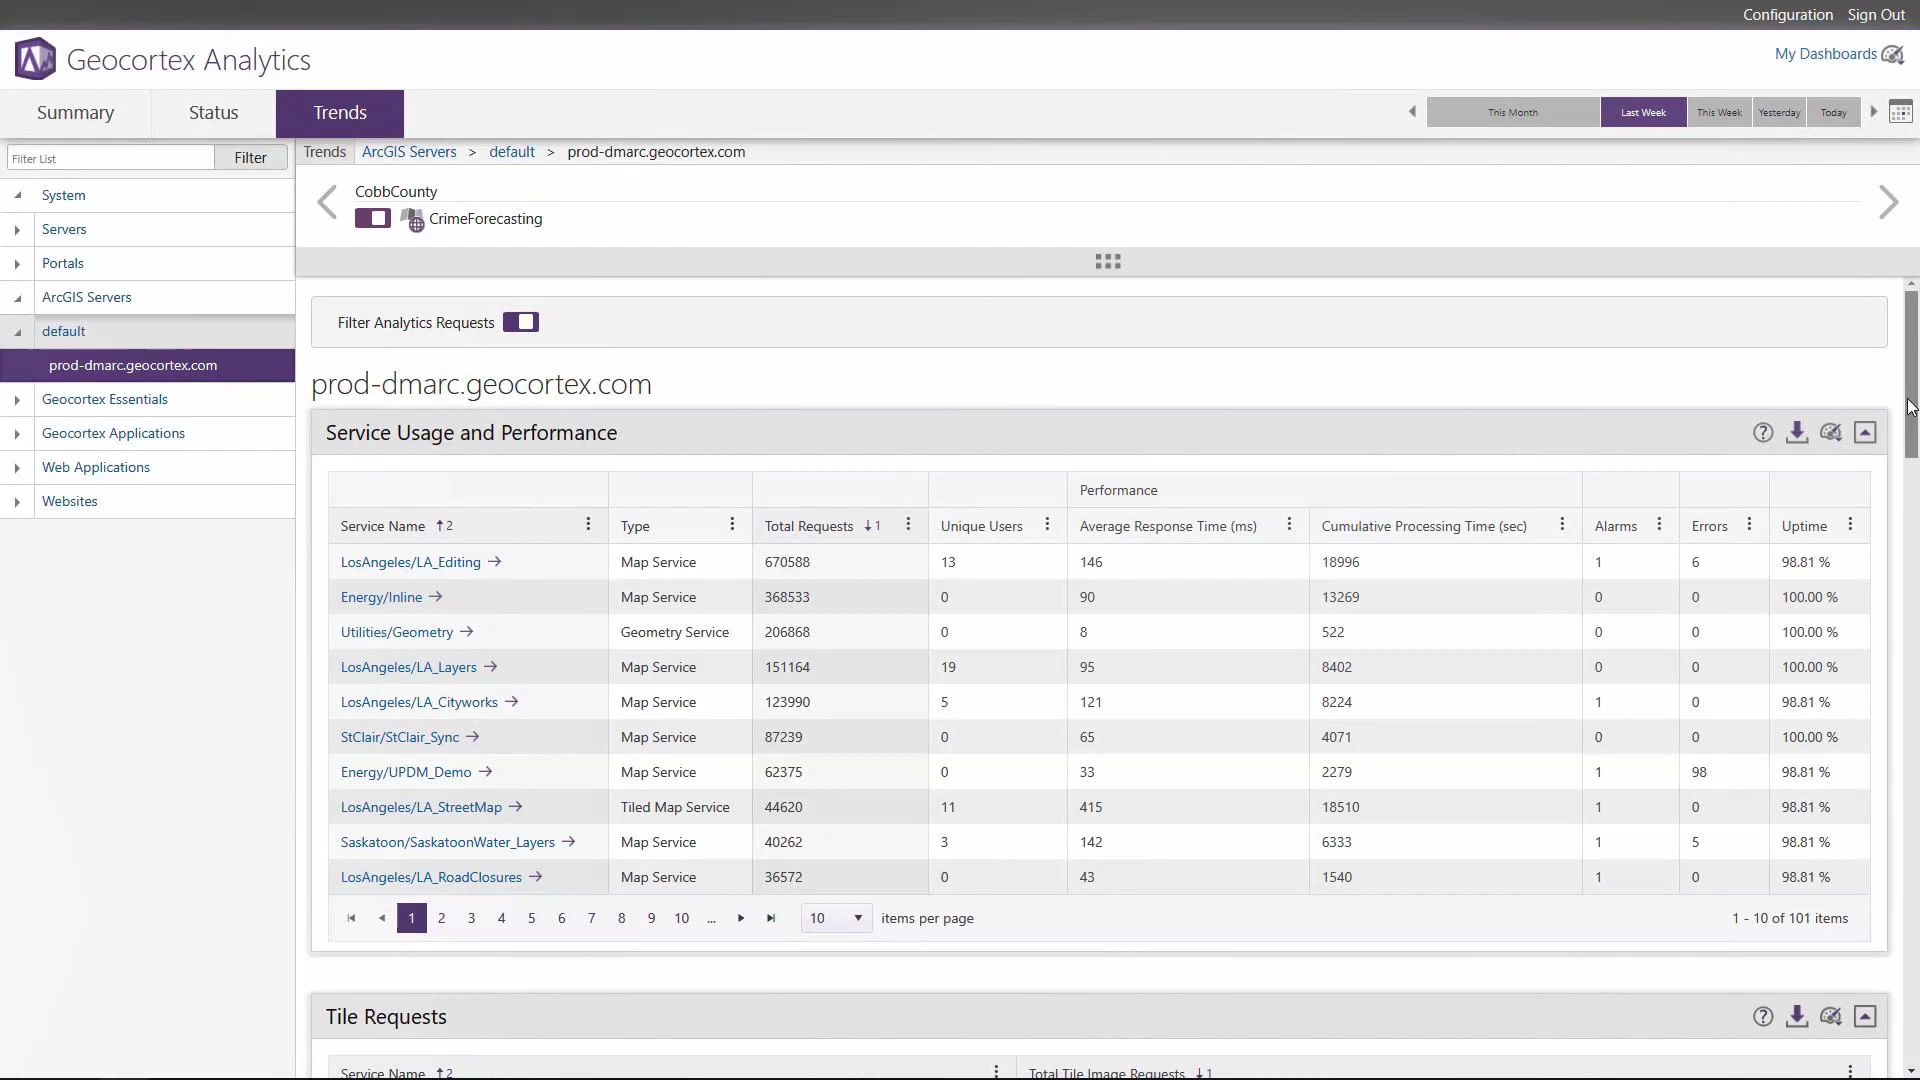 Configuration Sign Out
Geocortex Analytics
My Dashboards
Summary Status Trends
This Month Last Week This Week Yesterday Today
Filter List Filter
Trends ArcGIS Servers > default > prod-dmarc.geocortex.com
System
Servers
Portals
ArcGIS Servers
default
prod-dmarc.geocortex.com
Geocortex Essentials
Geocortex Applications
Web Applications
Websites
CobbCounty
CrimeForecasting
Filter Analytics Requests
prod-dmarc.geocortex.com
Service Usage and Performance
Performance
Service Name ↑2 Type Total Requests ↓1 Unique Users Average Response Time (ms) Cumulative Processing Time (sec) Alarms Errors Uptime
LosAngeles/LA_Editing → Map Service 670588 13 146 18996 1 6 98.81 %
Energy/Inline → Map Service 368533 0 90 13269 0 0 100.00 %
Utilities/Geometry → Geometry Service 206868 0 8 522 0 0 100.00 %
LosAngeles/LA_Layers → Map Service 151164 19 95 8402 0 0 100.00 %
LosAngeles/LA_Cityworks → Map Service 123990 5 121 8224 1 0 98.81 %
StClair/StClair_Sync → Map Service 87239 0 65 4071 0 0 100.00 %
Energy/UPDM_Demo → Map Service 62375 0 33 2279 1 98 98.81 %
LosAngeles/LA_StreetMap → Tiled Map Service 44620 11 415 18510 1 0 98.81 %
Saskatoon/SaskatoonWater_Layers → Map Service 40262 3 142 6333 1 5 98.81 %
LosAngeles/LA_RoadClosures → Map Service 36572 0 43 1540 1 0 98.81 %
1 2 3 4 5 6 7 8 9 10 ... 10 items per page 1 - 10 of 101 items
Tile Requests
Service Name ↑2 Total Tile Image Requests ↓1